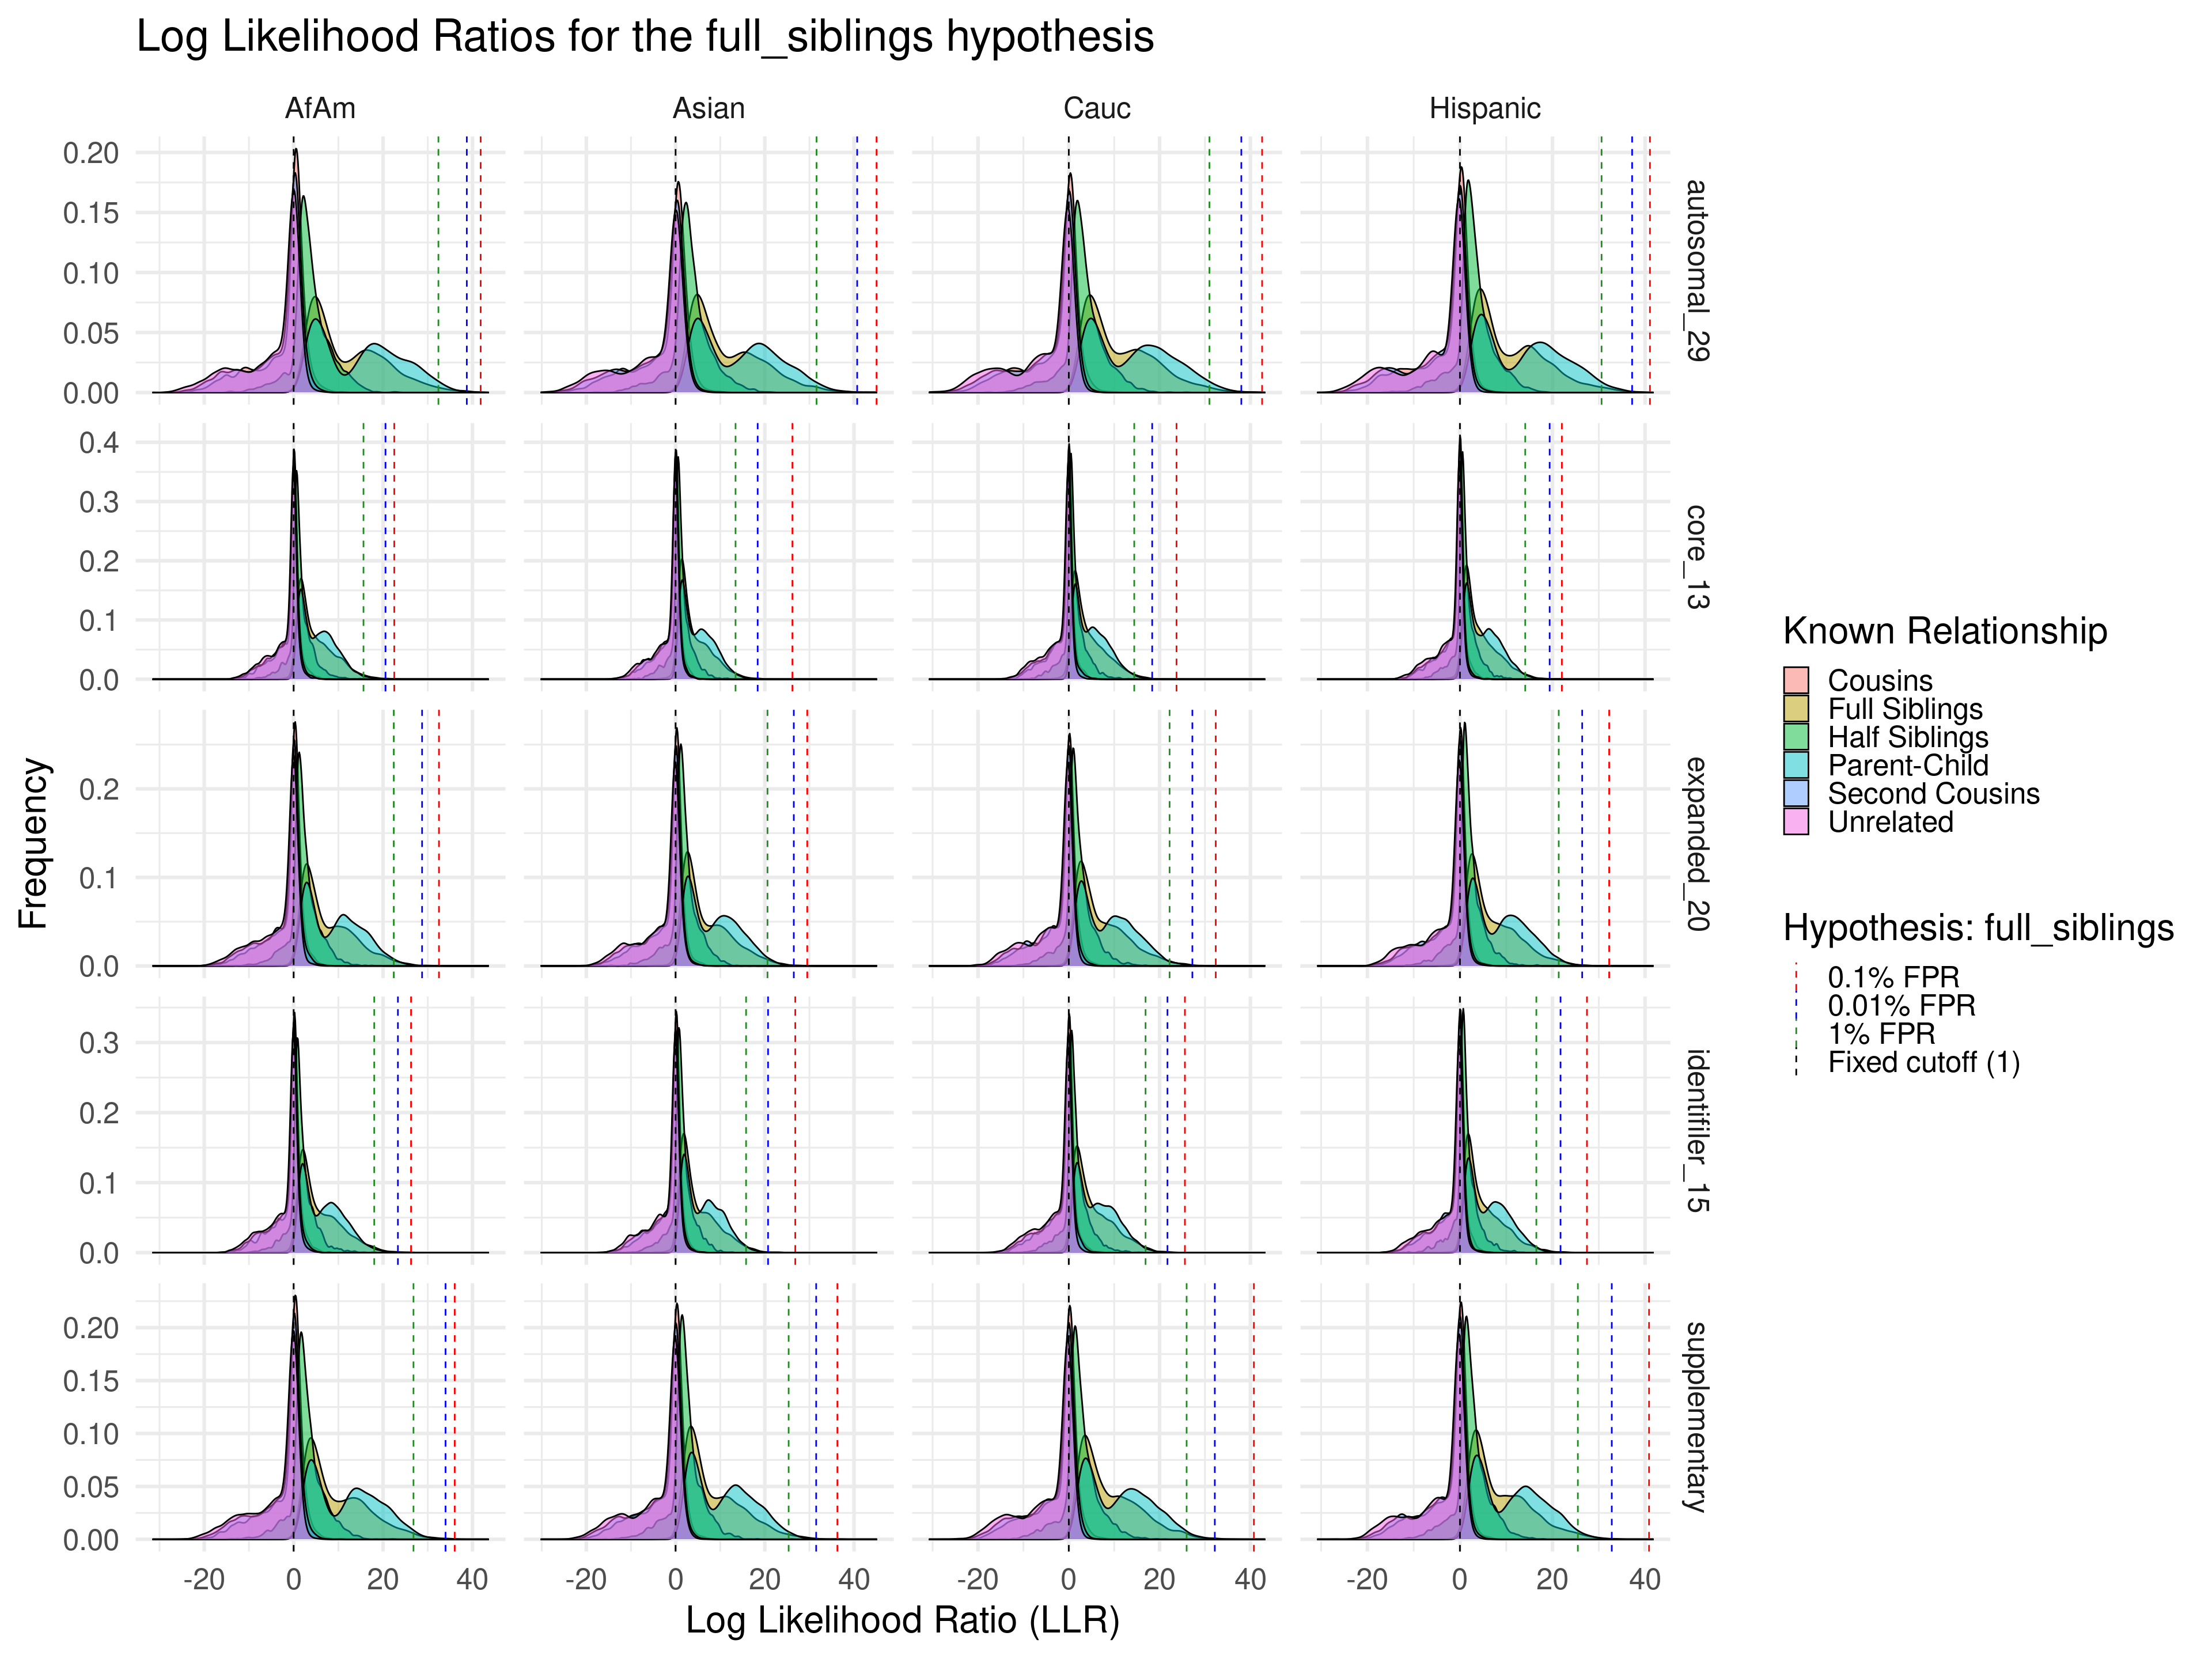 Log Likelihood Ratios for the full_siblings hypothesis
AfAm Asian Cauc Hispanic
0.20
0.15
0.10
0.05
0.00
autosomal_29
0.4
0.3
0.2
0.1
0.0
core_13
0.2
0.1
0.0
expanded_20
0.3
0.2
0.1
0.0
identifiler_15
0.20
0.15
0.10
0.05
0.00
supplementary
-20 0 20 40 -20 0 20 40 -20 0 20 40 -20 0 20 40
Log Likelihood Ratio (LLR)
Frequency
Known Relationship
Cousins
Full Siblings
Half Siblings
Parent-Child
Second Cousins
Unrelated
Hypothesis: full_siblings
0.1% FPR
0.01% FPR
1% FPR
Fixed cutoff (1)